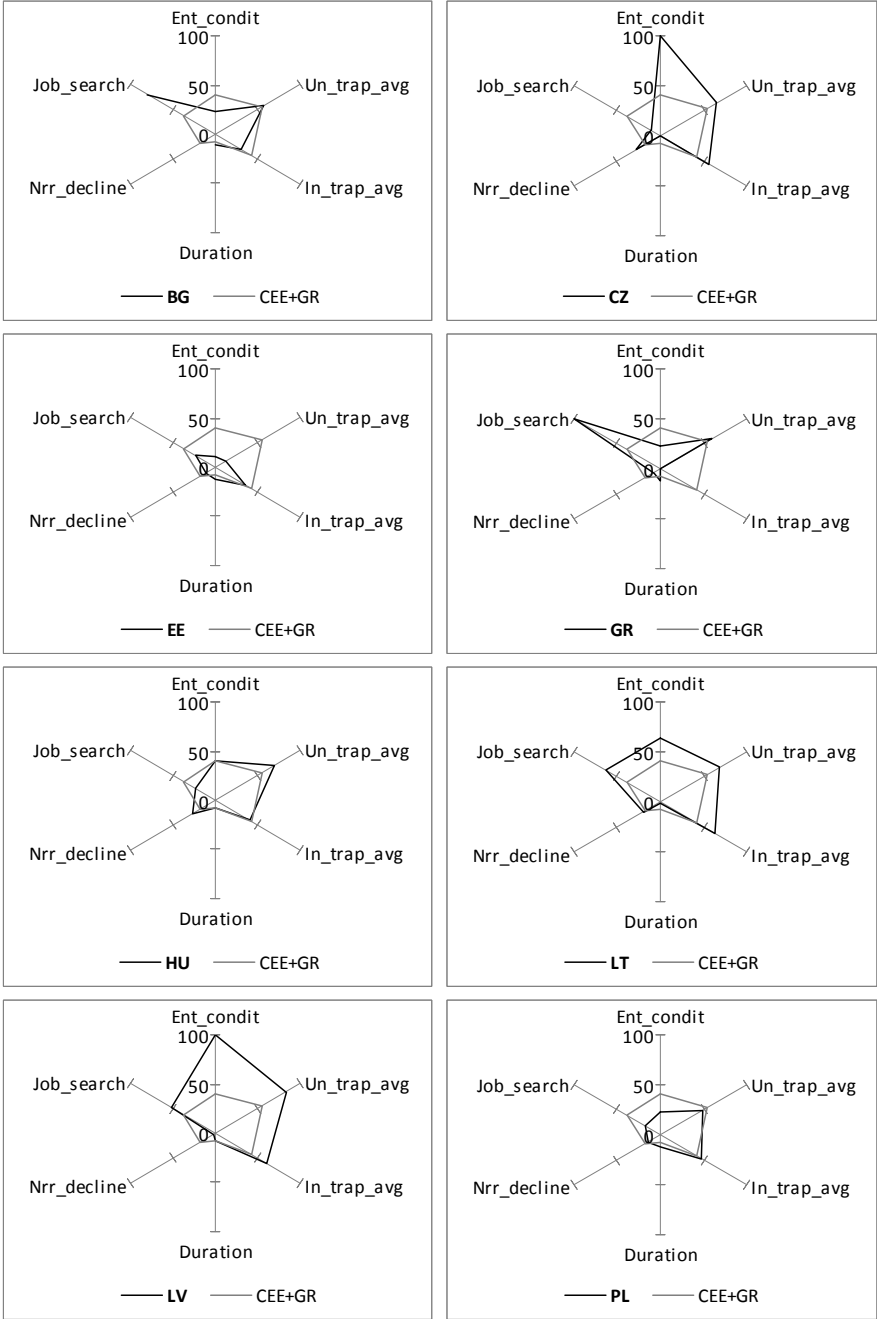 Ent_condit
100
Job_search
50
Un_trap_avg
0
Nrr_decline
In_trap_avg
Duration
BG CEE+GR
Ent_condit
100
Job_search
50
Un_trap_avg
0
Nrr_decline
In_trap_avg
Duration
CZ CEE+GR
Ent_condit
100
Job_search
50
Un_trap_avg
0
Nrr_decline
In_trap_avg
Duration
EE CEE+GR
Ent_condit
100
Job_search
50
Un_trap_avg
0
Nrr_decline
In_trap_avg
Duration
GR CEE+GR
Ent_condit
100
Job_search
50
Un_trap_avg
0
Nrr_decline
In_trap_avg
Duration
HU CEE+GR
Ent_condit
100
Job_search
50
Un_trap_avg
0
Nrr_decline
In_trap_avg
Duration
LT CEE+GR
Ent_condit
100
Job_search
50
Un_trap_avg
0
Nrr_decline
In_trap_avg
Duration
LV CEE+GR
Ent_condit
100
Job_search
50
Un_trap_avg
0
Nrr_decline
In_trap_avg
Duration
PL CEE+GR